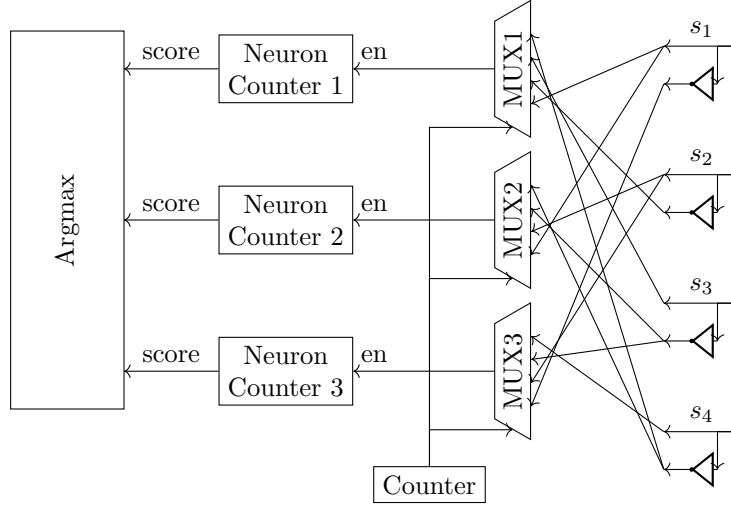 Argmax
score
Neuron
Counter 1
en
MUX1
s1
score
Neuron
Counter 2
en
MUX2
s2
score
Neuron
Counter 3
en
MUX3
s3
s4
Counter